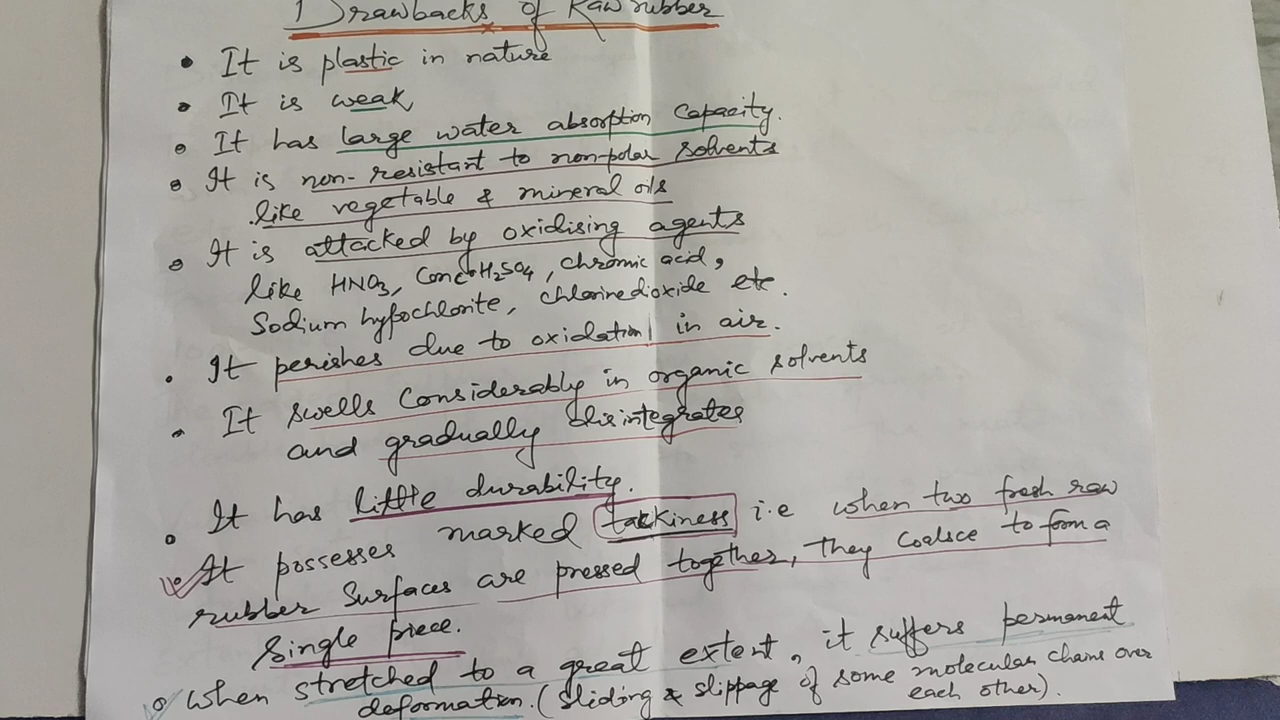 Drawbacks of Raw rubber
• It is plastic in nature
• It is weak
• It has large water absorption capacity.
• It is non-resistant to non-polar solvents
like vegetable & mineral oils
• It is attacked by oxidising agents
like HNO3, Conc. H2SO4, chromic acid,
Sodium hypochlorite, chlorinedioxide etc.
• It perishes due to oxidation in air.
• It swells considerably in organic solvents
and gradually disintegrates
• It has little durability.
• It possesses marked tackiness i.e when two fresh raw
rubber surfaces are pressed together, they coalsce to form a
single piece.
• When stretched to a great extent, it suffers permanent
deformation. (sliding & slippage of some molecular chains over
each other).